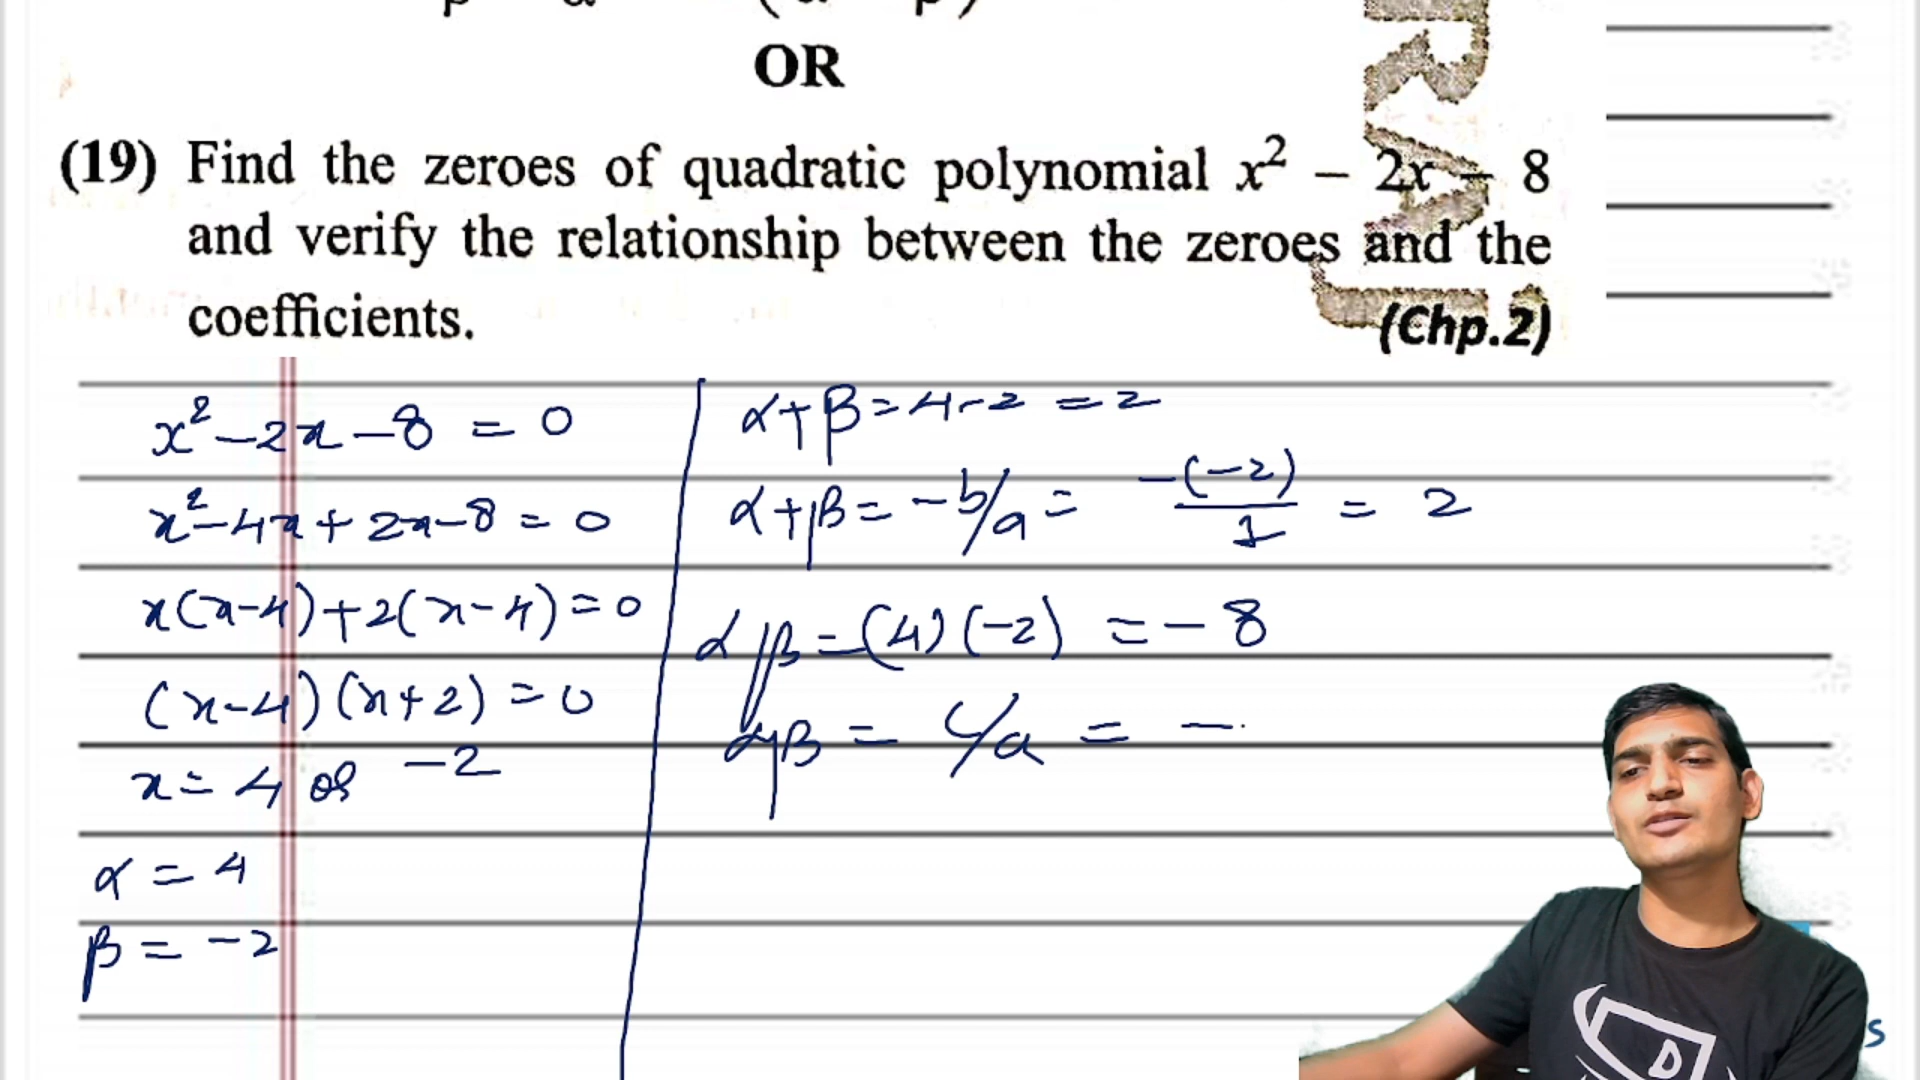 OR
(19) Find the zeroes of quadratic polynomial x² – 2x – 8
and verify the relationship between the zeroes and the
coefficients.
(Chp.2)
x² – 2x – 8 = 0
x² – 4x + 2x – 8 = 0
x(x-4) + 2(x-4) = 0
(x-4)(x+2) = 0
x = 4 or -2
α = 4
β = -2
α+β = 4-2 = 2
α+β = -b/a = -(-2)/1 = 2
αβ = (4)(-2) = -8
αβ = c/a = -
D
s